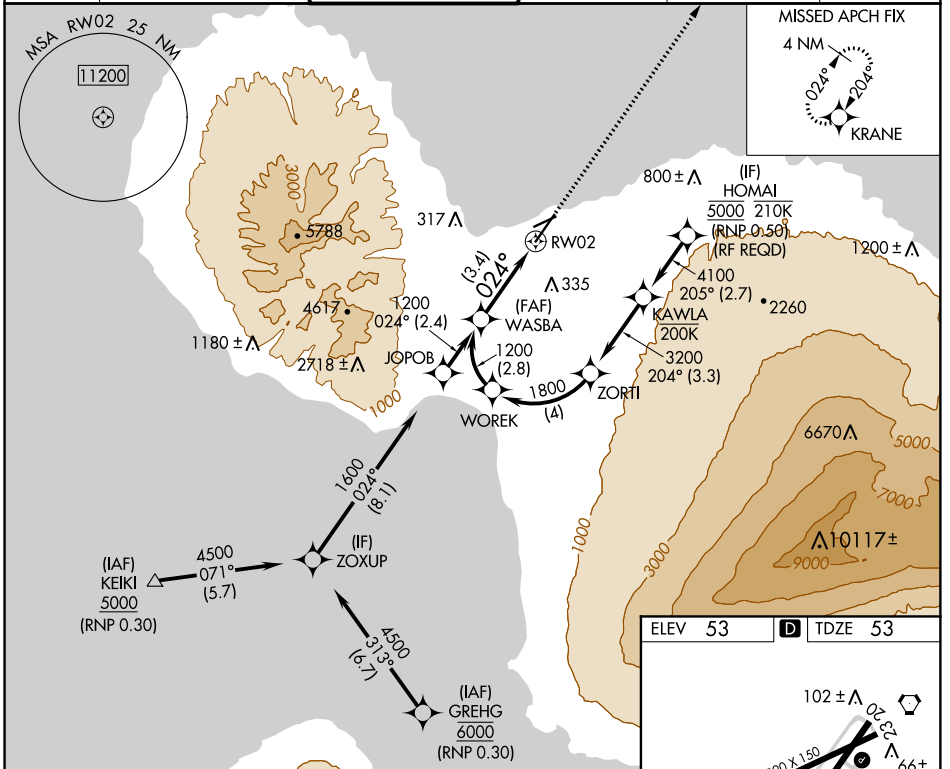 MSA RW02 25 NM
11200
MISSED APCH FIX
4 NM
024°
204°
KRANE
3000
5788
4617
317
800 ±
(IF)
HOMAI
5000 210K
(RNP 0.50)
(RF REQD)
1200 ±
RW02
(3.4)
024°
335
4100
205° (2.7)
2260
(FAF)
WASBA
KAWLA
200K
1200
024° (2.4)
1180 ±
2718 ±
JOPOB
1200
(2.8)
3200
204° (3.3)
1000
1800
(4)
ZORTI
WOREK
6670
5000
7000
1600
024°
(8.1)
1000
10117±
9000
3000
(IF)
ZOXUP
(IAF)
KEIKI
5000
(RNP 0.30)
4500
071°
(5.7)
4500
313°
(6.7)
(IAF)
GREHG
6000
(RNP 0.30)
ELEV 53
D
TDZE 53
102 ±
20
23
X 150
P
66±